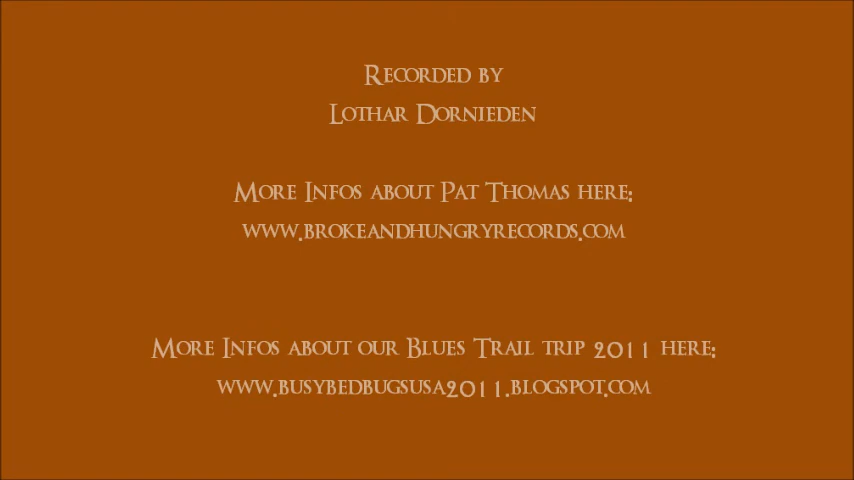 Recorded by
Lothar Dornieden
More Infos about Pat Thomas here:
www.brokeandhungryrecords.com
More Infos about our Blues Trail trip 2011 here:
www.busybedbugsusa2011.blogspot.com